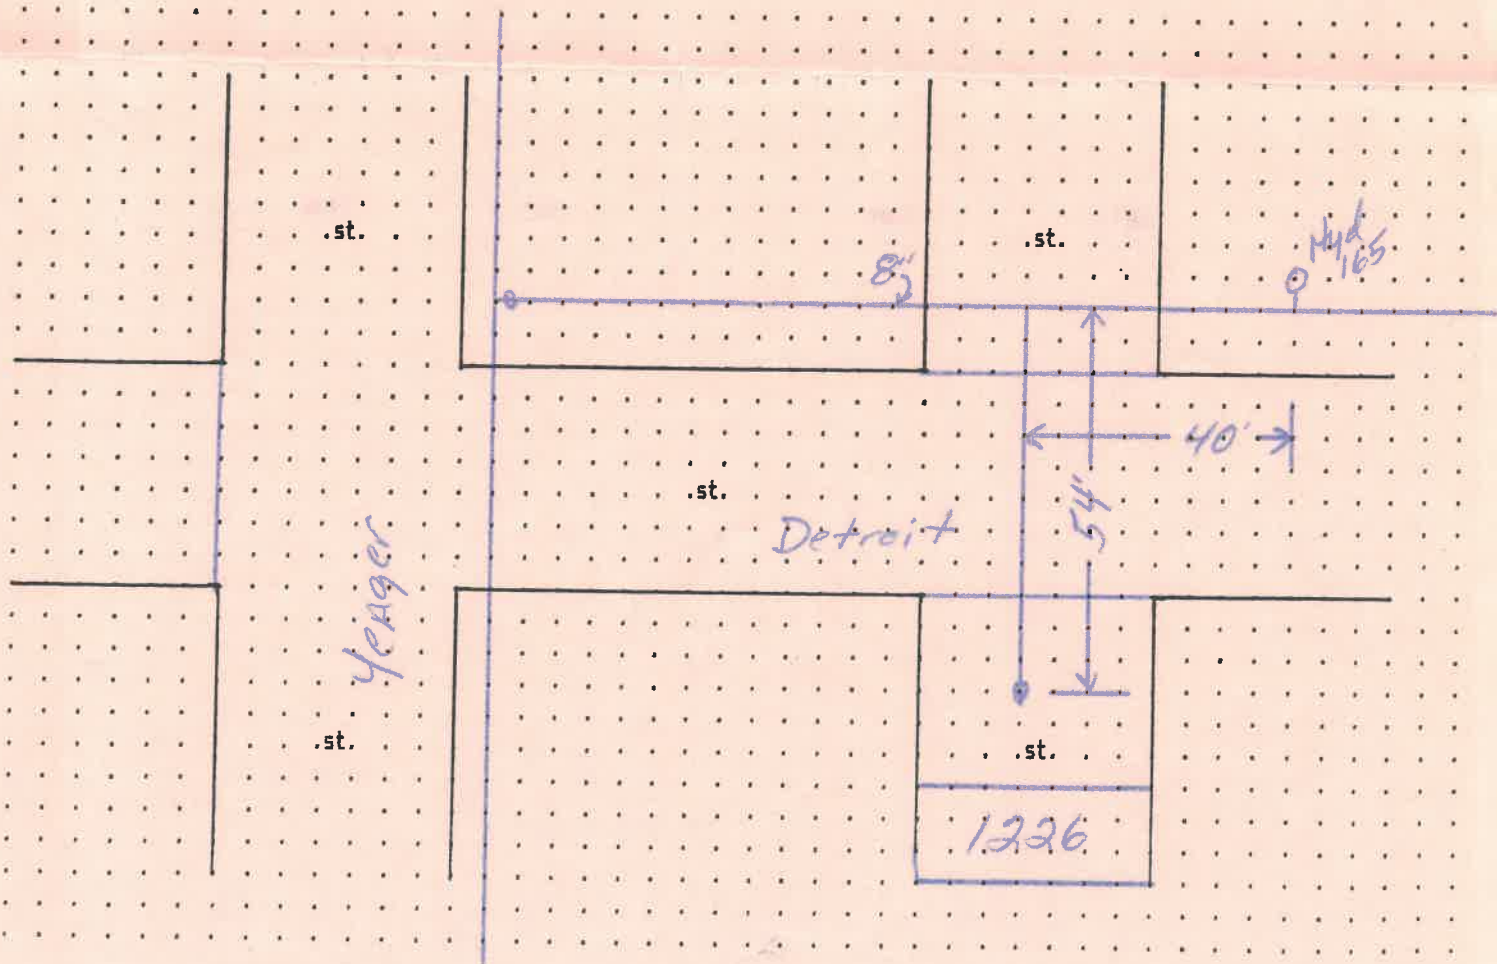 .st.
.st.
Hyd
165
8"
40'
.st.
54'
Detroit
Yeager
.st.
.st.
1226